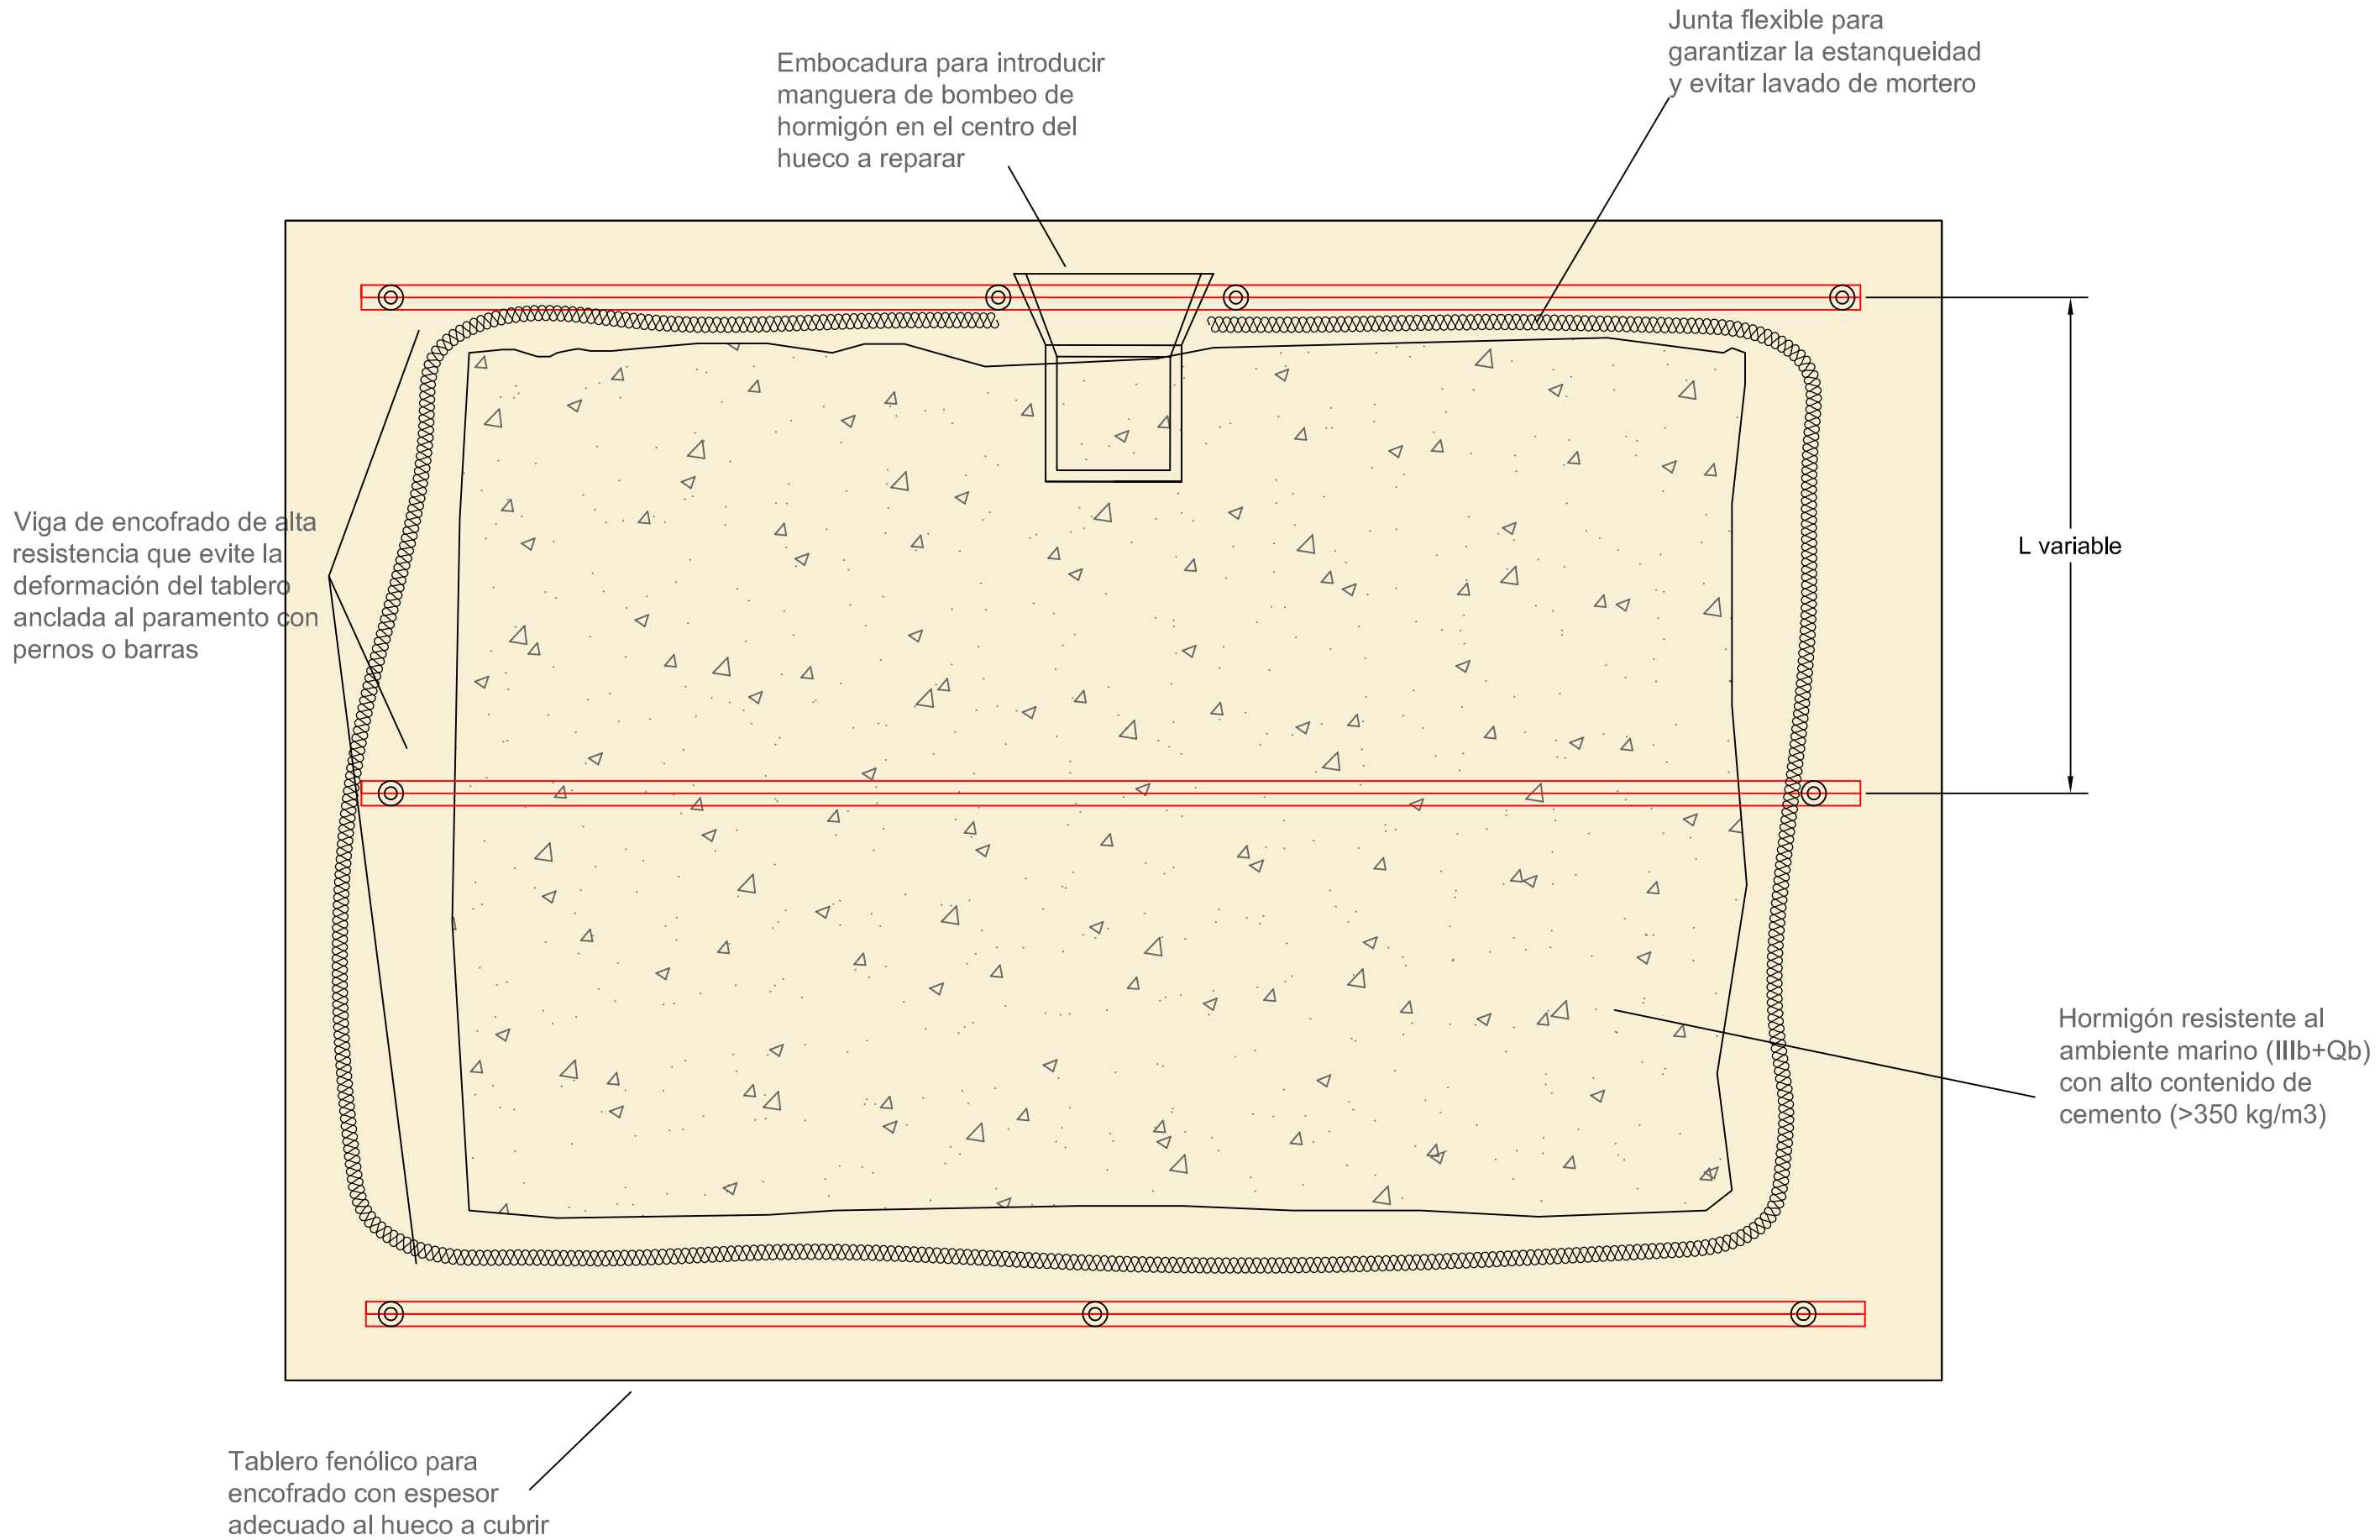 Junta flexible para
garantizar la estanqueidad
y evitar lavado de mortero
Embocadura para introducir
manguera de bombeo de
hormigón en el centro del
hueco a reparar
Viga de encofrado de alta
resistencia que evite la
deformación del tablero
anclada al paramento con
pernos o barras
L variable
Hormigón resistente al
ambiente marino (IIIb+Qb)
con alto contenido de
cemento (>350 kg/m3)
Tablero fenólico para
encofrado con espesor
adecuado al hueco a cubrir